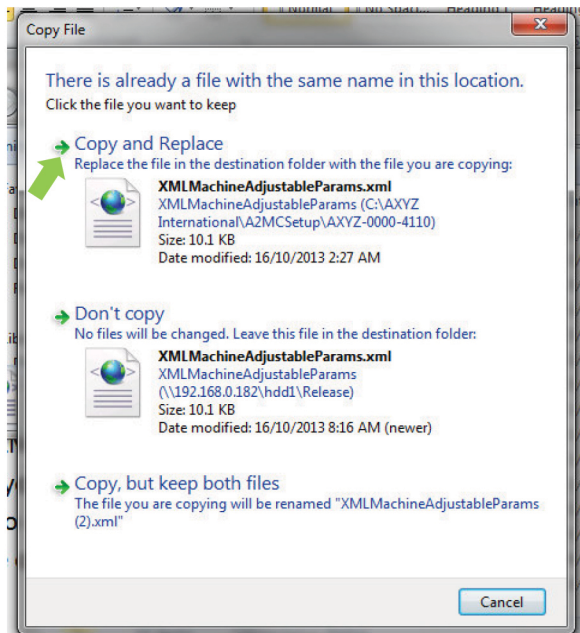 Copy File
There is already a file with the same name in this location.
Click the file you want to keep
Copy and Replace
Replace the file in the destination folder with the file you are copying:
XMLMachineAdjustableParams.xml
XMLMachineAdjustableParams (C:\AXYZ
International\A2MCSetup\AXYZ-0000-4110)
Size: 10.1 KB
Date modified: 16/10/2013 2:27 AM
Don't copy
No files will be changed. Leave this file in the destination folder:
XMLMachineAdjustableParams.xml
XMLMachineAdjustableParams
(\\192.168.0.182\hdd1\Release)
Size: 10.1 KB
Date modified: 16/10/2013 8:16 AM (newer)
Copy, but keep both files
The file you are copying will be renamed "XMLMachineAdjustableParams
(2).xml"
Cancel